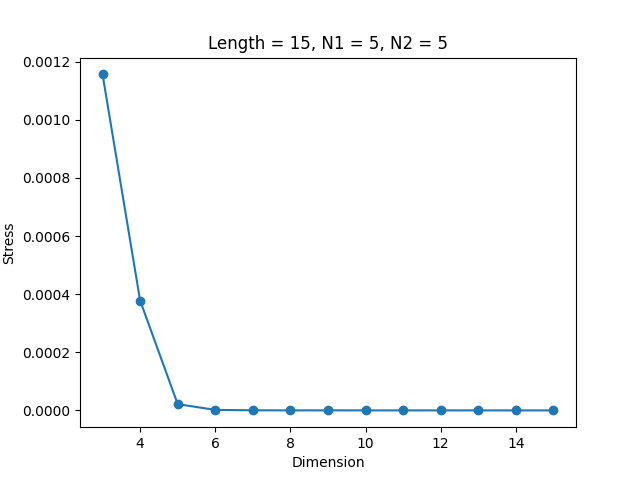 Length = 15, N1 = 5, N2 = 5
0.0012
0.0010
0.0008
0.0006
0.0004
0.0002
0.0000
Stress
4 6 8 10 12 14
Dimension